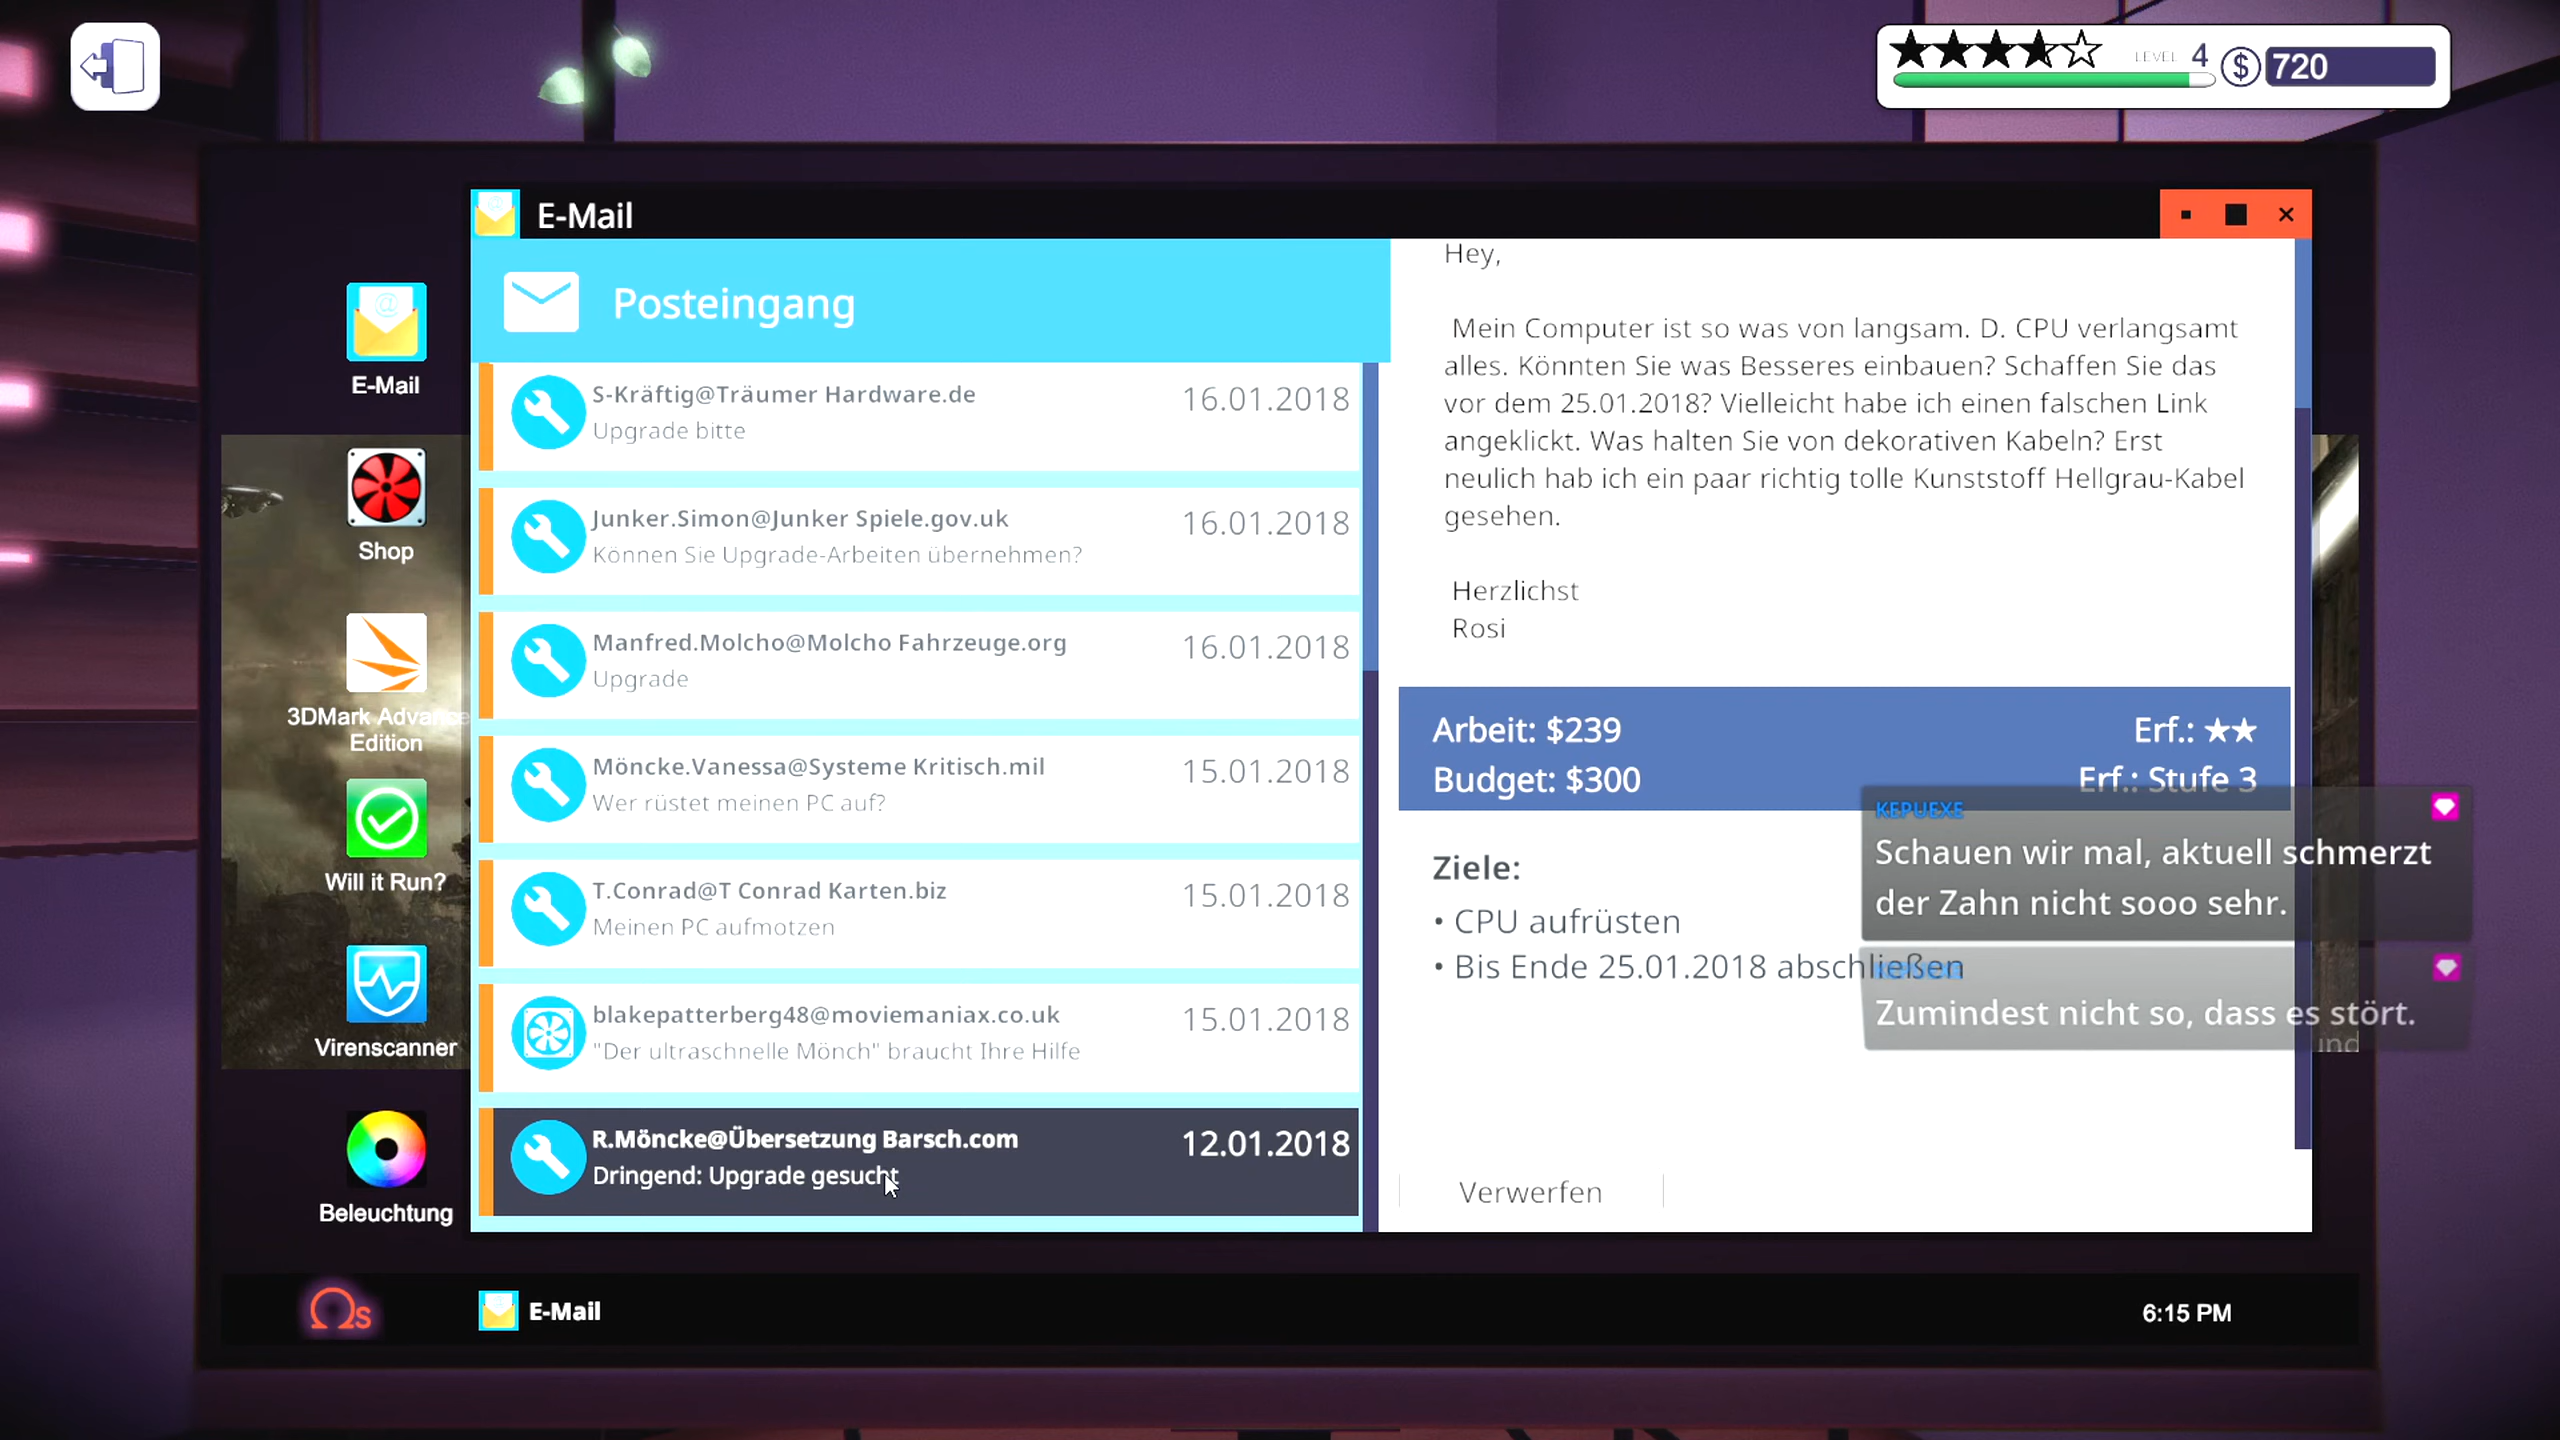 LEVEL 4
$ 720
E-Mail
Posteingang
E-Mail
Shop
3DMark Advance
Edition
Will it Run?
Virenscanner
Beleuchtung
S-Kräftig@Träumer Hardware.de
16.01.2018
Upgrade bitte
Junker.Simon@Junker Spiele.gov.uk
16.01.2018
Können Sie Upgrade-Arbeiten übernehmen?
Manfred.Molcho@Molcho Fahrzeuge.org
16.01.2018
Upgrade
Möncke.Vanessa@Systeme Kritisch.mil
15.01.2018
Wer rüstet meinen PC auf?
T.Conrad@T Conrad Karten.biz
15.01.2018
Meinen PC aufmotzen
blakepatterberg48@moviemaniax.co.uk
15.01.2018
"Der ultraschnelle Mönch" braucht Ihre Hilfe
R.Möncke@Übersetzung Barsch.com
12.01.2018
Dringend: Upgrade gesucht
Hey,
Mein Computer ist so was von langsam. D. CPU verlangsamt
alles. Könnten Sie was Besseres einbauen? Schaffen Sie das
vor dem 25.01.2018? Vielleicht habe ich einen falschen Link
angeklickt. Was halten Sie von dekorativen Kabeln? Erst
neulich hab ich ein paar richtig tolle Kunststoff Hellgrau-Kabel
gesehen.
Herzlichst
Rosi
Arbeit: $239
Erf.: ★★
Budget: $300
Erf.: Stufe 3
Ziele:
• CPU aufrüsten
• Bis Ende 25.01.2018 abschließen
KEPUEXE
Schauen wir mal, aktuell schmerzt
der Zahn nicht sooo sehr.
Zumindest nicht so, dass es stört.
Verwerfen
Ωs
E-Mail
6:15 PM